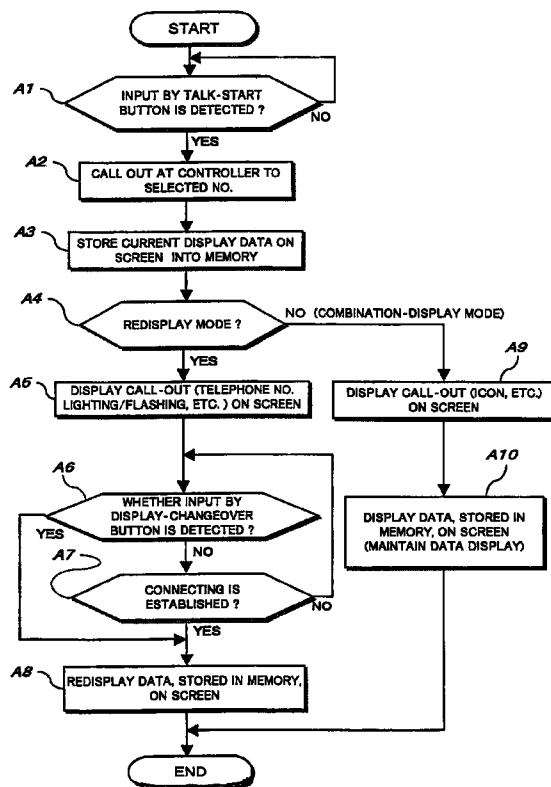 START
A1
INPUT BY TALK-START
BUTTON IS DETECTED ?
NO
YES
A2
CALL OUT AT CONTROLLER TO
SELECTED NO.
A3
STORE CURRENT DISPLAY DATA ON
SCREEN INTO MEMORY
A4
REDISPLAY MODE ?
NO (COMBINATION-DISPLAY MODE)
YES
A5
DISPLAY CALL-OUT (TELEPHONE NO.
LIGHTING/FLASHING, ETC. ) ON SCREEN
A9
DISPLAY CALL-OUT (ICON, ETC.)
ON SCREEN
A6
WHETHER INPUT BY
DISPLAY-CHANGEOVER
BUTTON IS DETECTED ?
YES
NO
A10
DISPLAY DATA, STORED IN
MEMORY, ON SCREEN
(MAINTAIN DATA DISPLAY)
A7
CONNECTING IS
ESTABLISHED ?
NO
YES
A8
REDISPLAY DATA, STORED IN MEMORY,
ON SCREEN
END